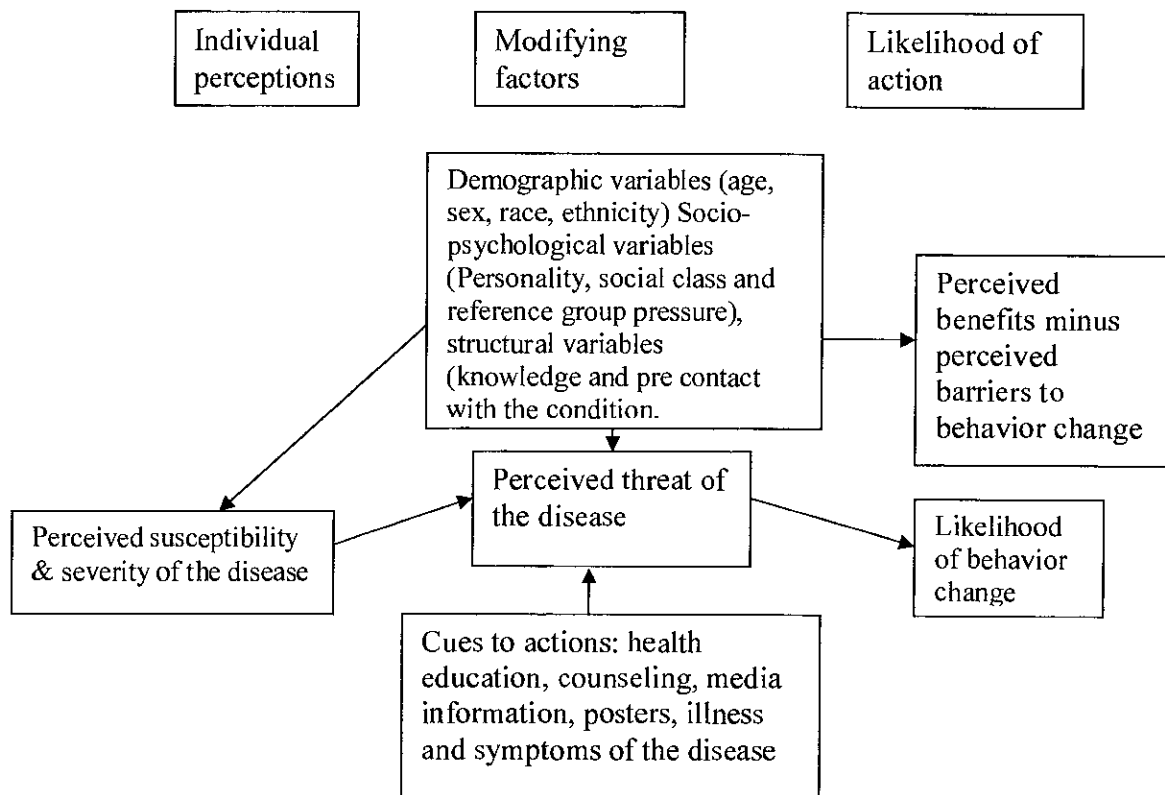 Individual
perceptions
Modifying
factors
Likelihood of
action
Demographic variables (age,
sex, race, ethnicity) Socio-
psychological variables
(Personality, social class and
reference group pressure),
structural variables
(knowledge and pre contact
with the condition.
Perceived
benefits minus
perceived
barriers to
behavior change
Perceived threat of
the disease
Perceived susceptibility
& severity of the disease
Likelihood
of behavior
change
Cues to actions: health
education, counseling, media
information, posters, illness
and symptoms of the disease